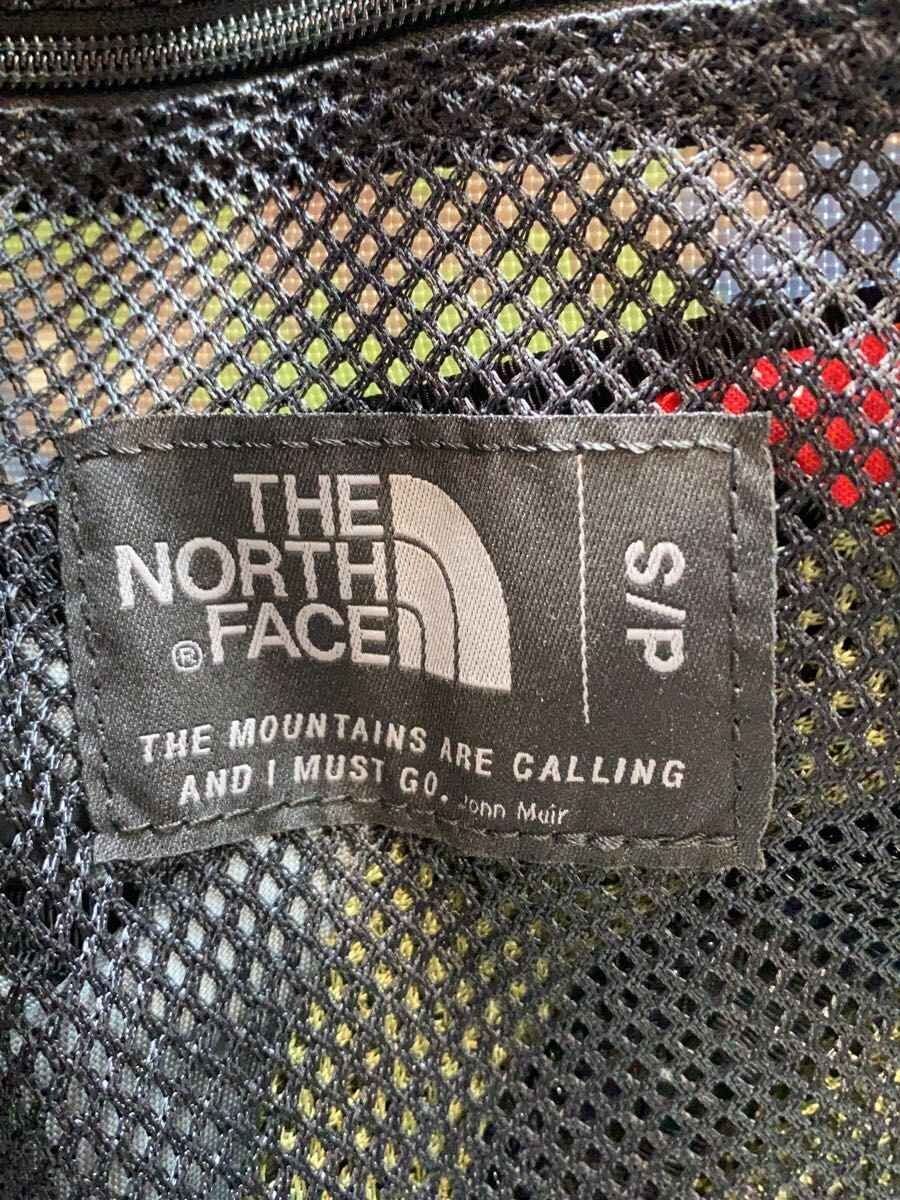 THE
NORTH
® FACE
S/P
THE MOUNTAINS ARE CALLING
AND I MUST GO. John Muir